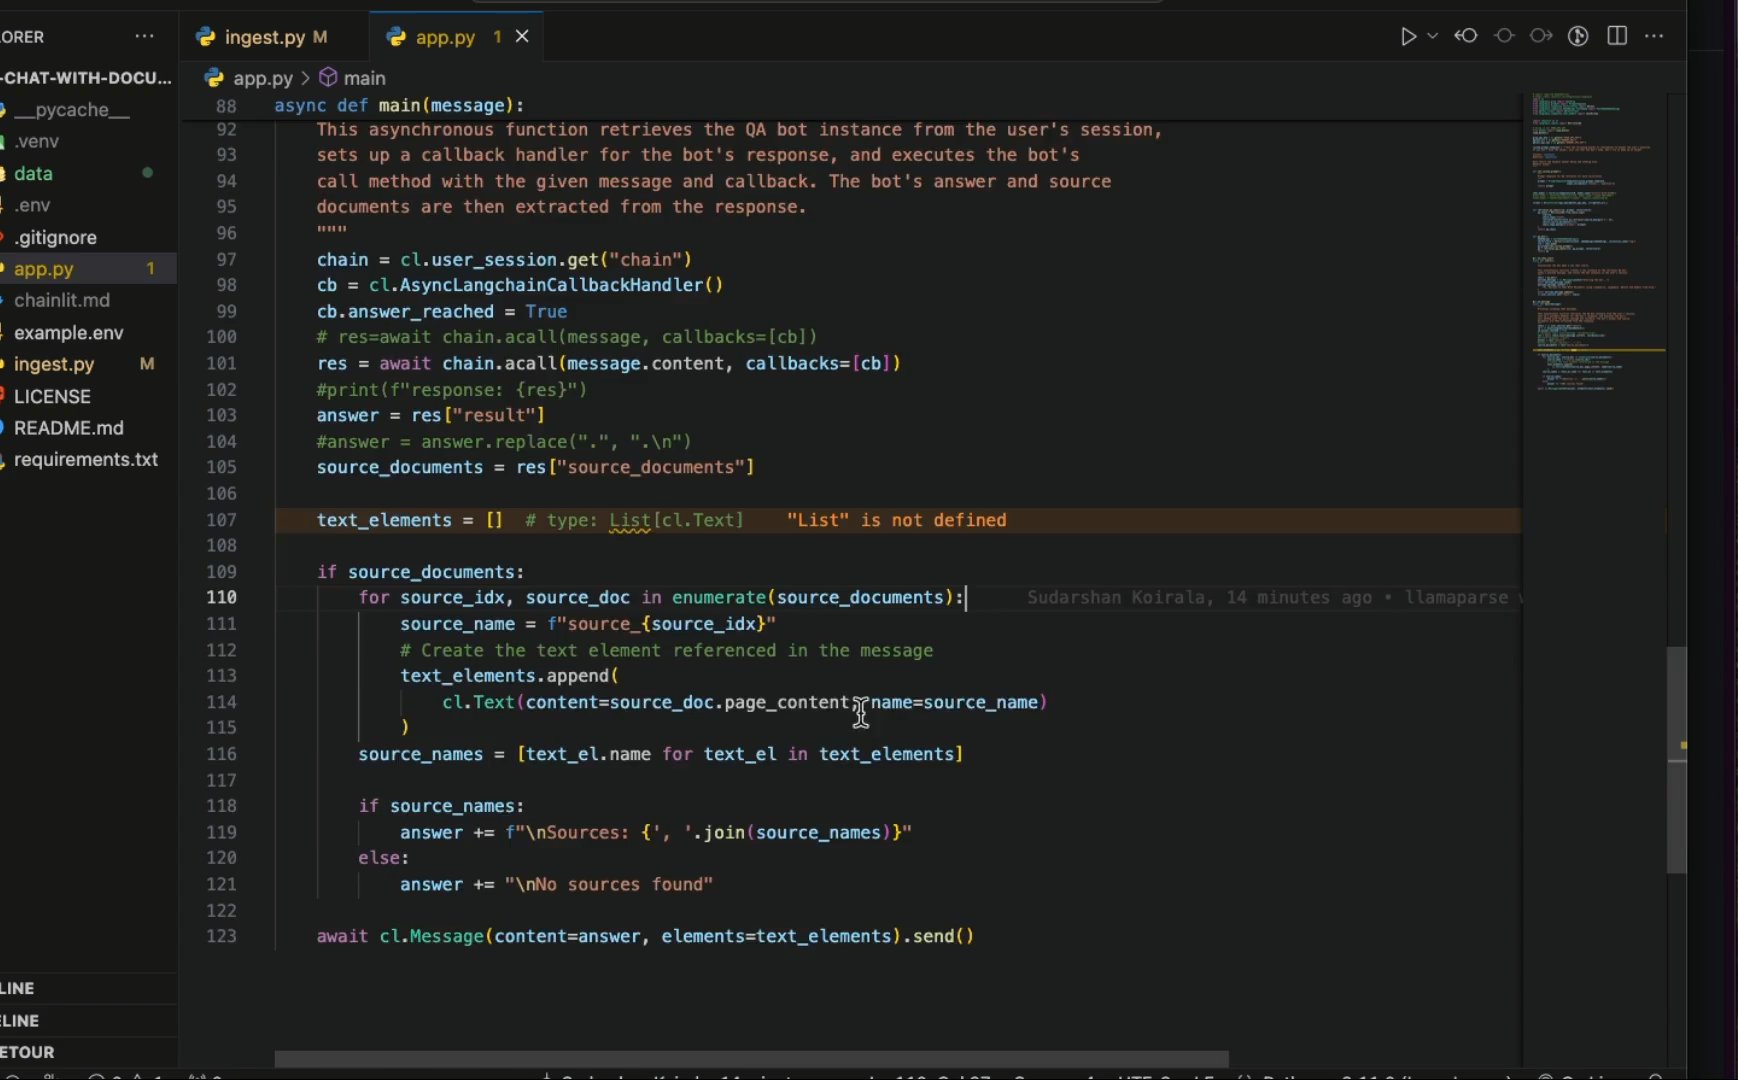 ORER
ingest.py M
app.py 1
-CHAT-WITH-DOCU...
__pycache__
.venv
data
.env
.gitignore
app.py 1
chainlit.md
example.env
ingest.py M
LICENSE
README.md
requirements.txt
LINE
ELINE
ETOUR
app.py > main
88 async def main(message):
92 This asynchronous function retrieves the QA bot instance from the user's session,
93 sets up a callback handler for the bot's response, and executes the bot's
94 call method with the given message and callback. The bot's answer and source
95 documents are then extracted from the response.
96 """
97 chain = cl.user_session.get("chain")
98 cb = cl.AsyncLangchainCallbackHandler()
99 cb.answer_reached = True
100 # res=await chain.acall(message, callbacks=[cb])
101 res = await chain.acall(message.content, callbacks=[cb])
102 #print(f"response: {res}")
103 answer = res["result"]
104 #answer = answer.replace(".", ".\n")
105 source_documents = res["source_documents"]
106
107 text_elements = [] # type: List[cl.Text] "List" is not defined
108
109 if source_documents:
110 for source_idx, source_doc in enumerate(source_documents): Sudarshan Koirala, 14 minutes ago • llamaparse
111 source_name = f"source_{source_idx}"
112 # Create the text element referenced in the message
113 text_elements.append(
114 cl.Text(content=source_doc.page_content, name=source_name)
115 )
116 source_names = [text_el.name for text_el in text_elements]
117
118 if source_names:
119 answer += f"\nSources: {', '.join(source_names)}"
120 else:
121 answer += "\nNo sources found"
122
123 await cl.Message(content=answer, elements=text_elements).send()